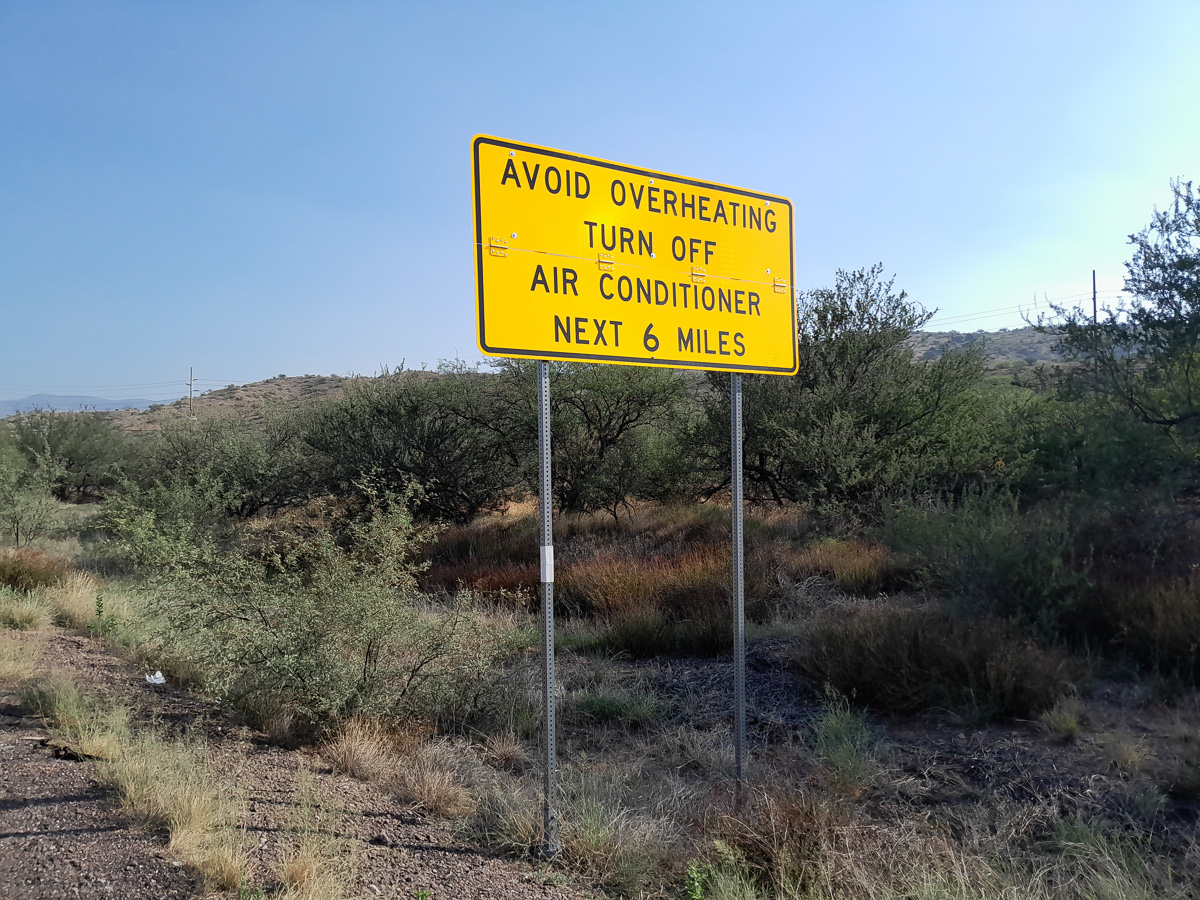 AVOID OVERHEATING
TURN OFF
AIR CONDITIONER
NEXT 6 MILES